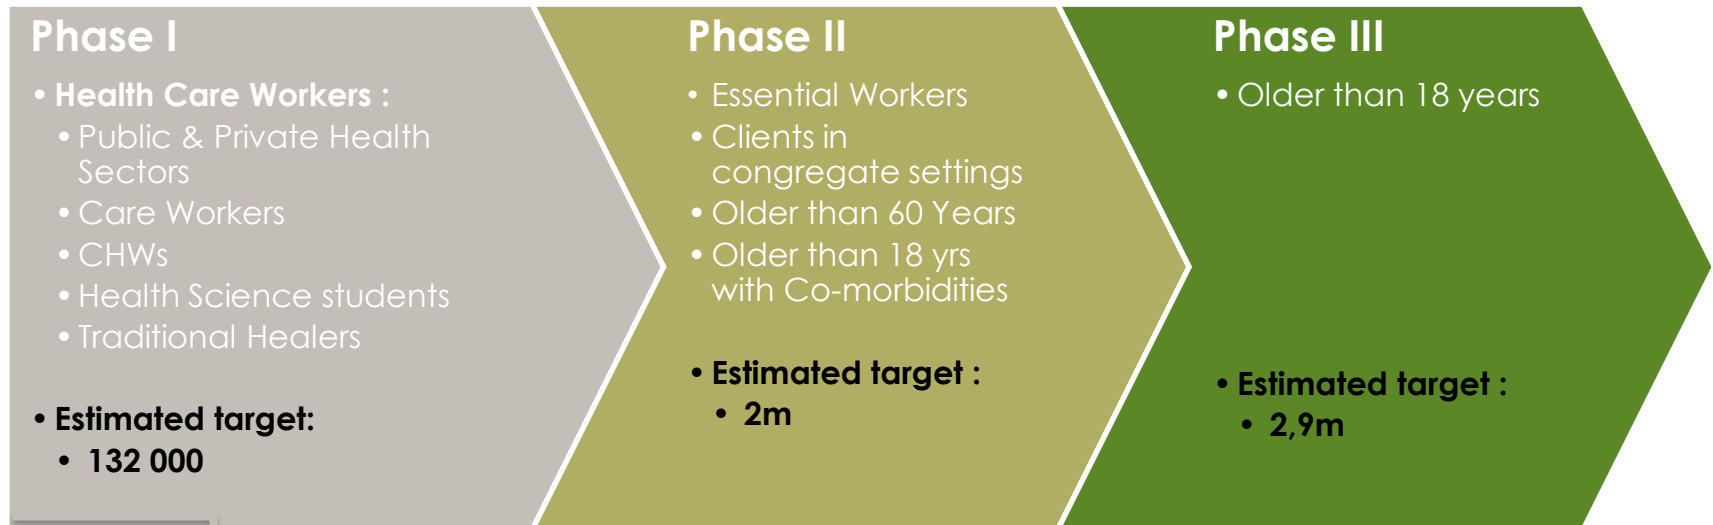 Phase I
• Health Care Workers :
• Public & Private Health
Sectors
• Care Workers
• CHWs
• Health Science students
• Traditional Healers
• Estimated target:
• 132 000
Phase II
• Essential Workers
• Clients in
congregate settings
• Older than 60 Years
• Older than 18 yrs
with Co-morbidities
• Estimated target :
• 2m
Phase III
• Older than 18 years
• Estimated target :
• 2,9m